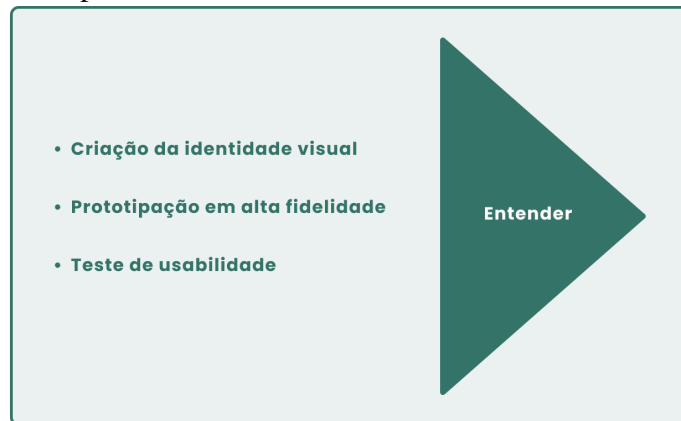 • Criação da identidade visual
• Prototipação em alta fidelidade
• Teste de usabilidade
Entender